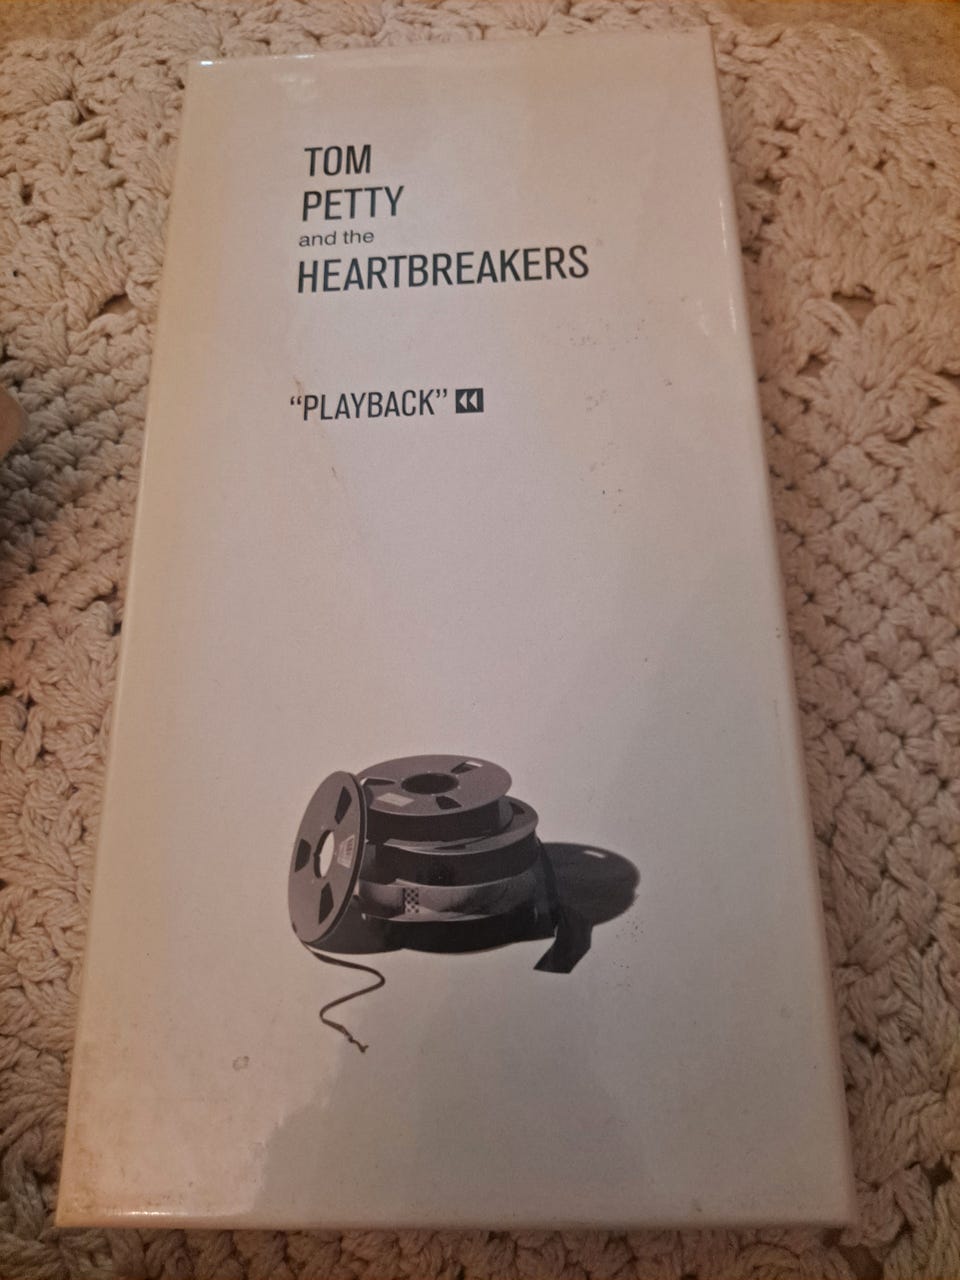 TOM
PETTY
and the
HEARTBREAKERS
“PLAYBACK”